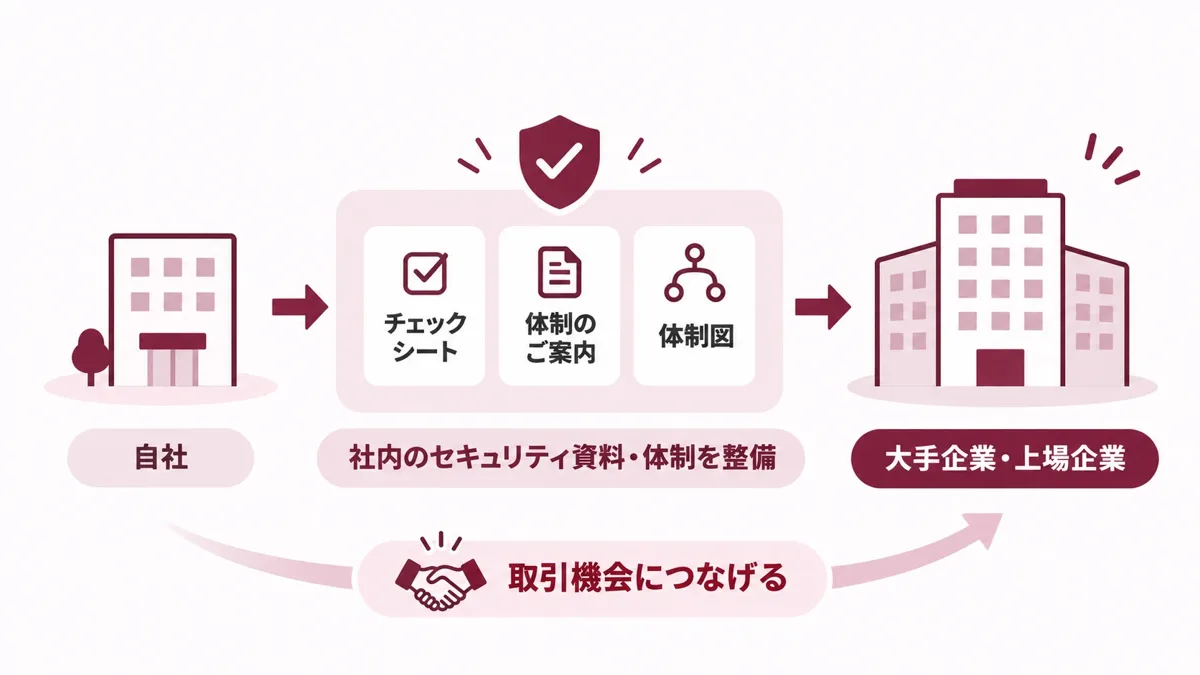 チェック
シート
体制の
ご案内
体制図
自社
社内のセキュリティ資料・体制を整備
大手企業・上場企業
取引機会につなげる